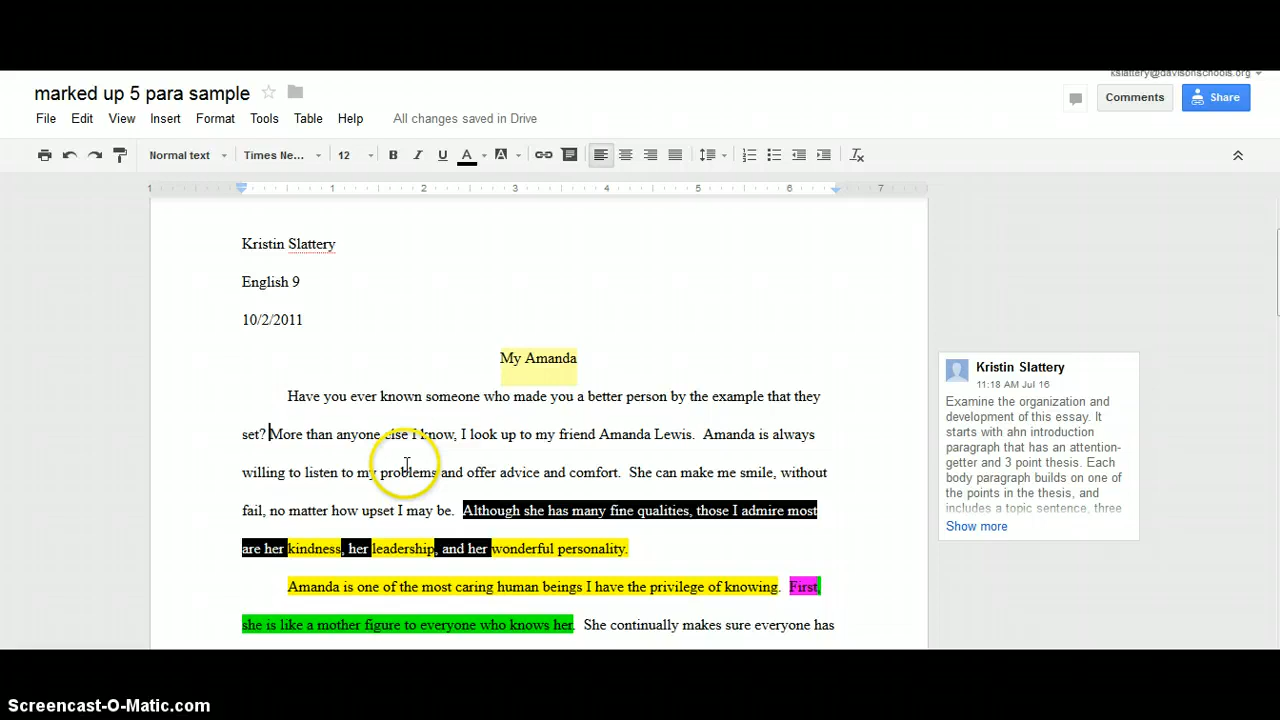 kslattery@davisonschools.org
marked up 5 para sample
Comments
Share
File Edit View Insert Format Tools Table Help All changes saved in Drive
Normal text Times Ne... 12 B I U A A
1 1 2 3 4 5 6 7
Kristin Slattery
English 9
10/2/2011
My Amanda
Have you ever known someone who made you a better person by the example that they
set? More than anyone else I know, I look up to my friend Amanda Lewis. Amanda is always
willing to listen to my problems and offer advice and comfort. She can make me smile, without
fail, no matter how upset I may be. Although she has many fine qualities, those I admire most
are her kindness, her leadership, and her wonderful personality.
Amanda is one of the most caring human beings I have the privilege of knowing. First,
she is like a mother figure to everyone who knows her. She continually makes sure everyone has
Kristin Slattery
11:18 AM Jul 16
Examine the organization and
development of this essay. It
starts with ahn introduction
paragraph that has an attention-
getter and 3 point thesis. Each
body paragraph builds on one of
the points in the thesis, and
includes a topic sentence, three
Show more
Screencast-O-Matic.com